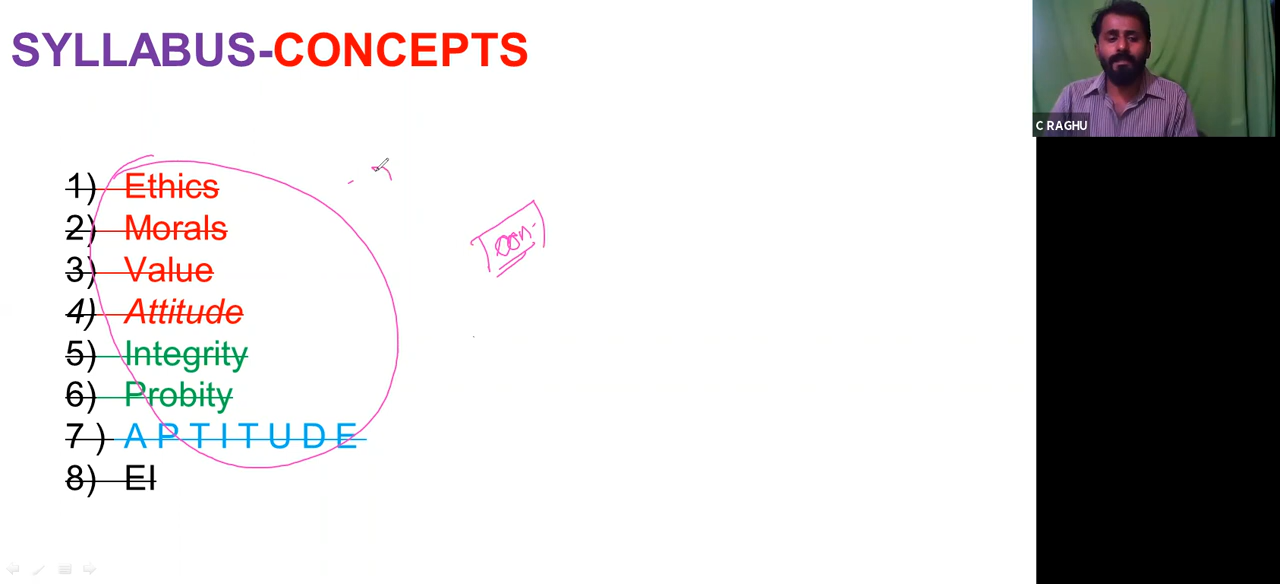 SYLLABUS-CONCEPTS
C RAGHU
1) Ethics
2) Morals
3) Value
4) Attitude
5) Integrity
6) Probity
7 ) A P T I T U D E
8) EI